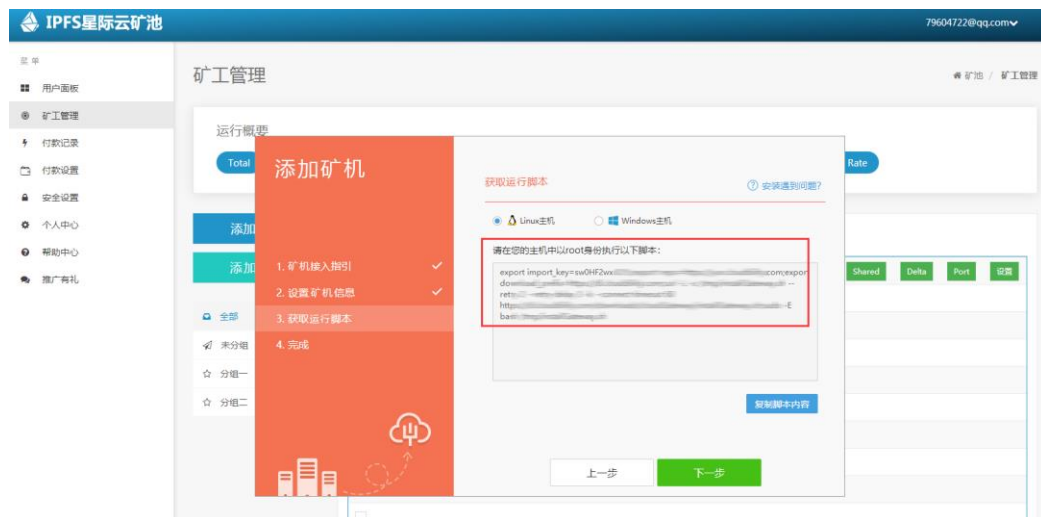 IPFS星际云矿池
79604722@qq.com
菜单
用户面板
矿工管理
付款记录
付款设置
安全设置
个人中心
帮助中心
推广有礼
矿工管理
矿池 / 矿工管理
运行概要
Total
Rate
添加
添加
全部
未分组
分组一
分组二
Shared
Delta
Port
设置
添加矿机
1. 矿机接入指引
2. 设置矿机信息
3. 获取运行脚本
4. 完成
获取运行脚本
安装遇到问题?
Linux主机
Windows主机
请在您的主机中以root身份执行以下脚本:
export import_key=sw0HF2wx
com;expor
download_prefix
--
retr
http
-E
bas
复制脚本内容
上一步
下一步